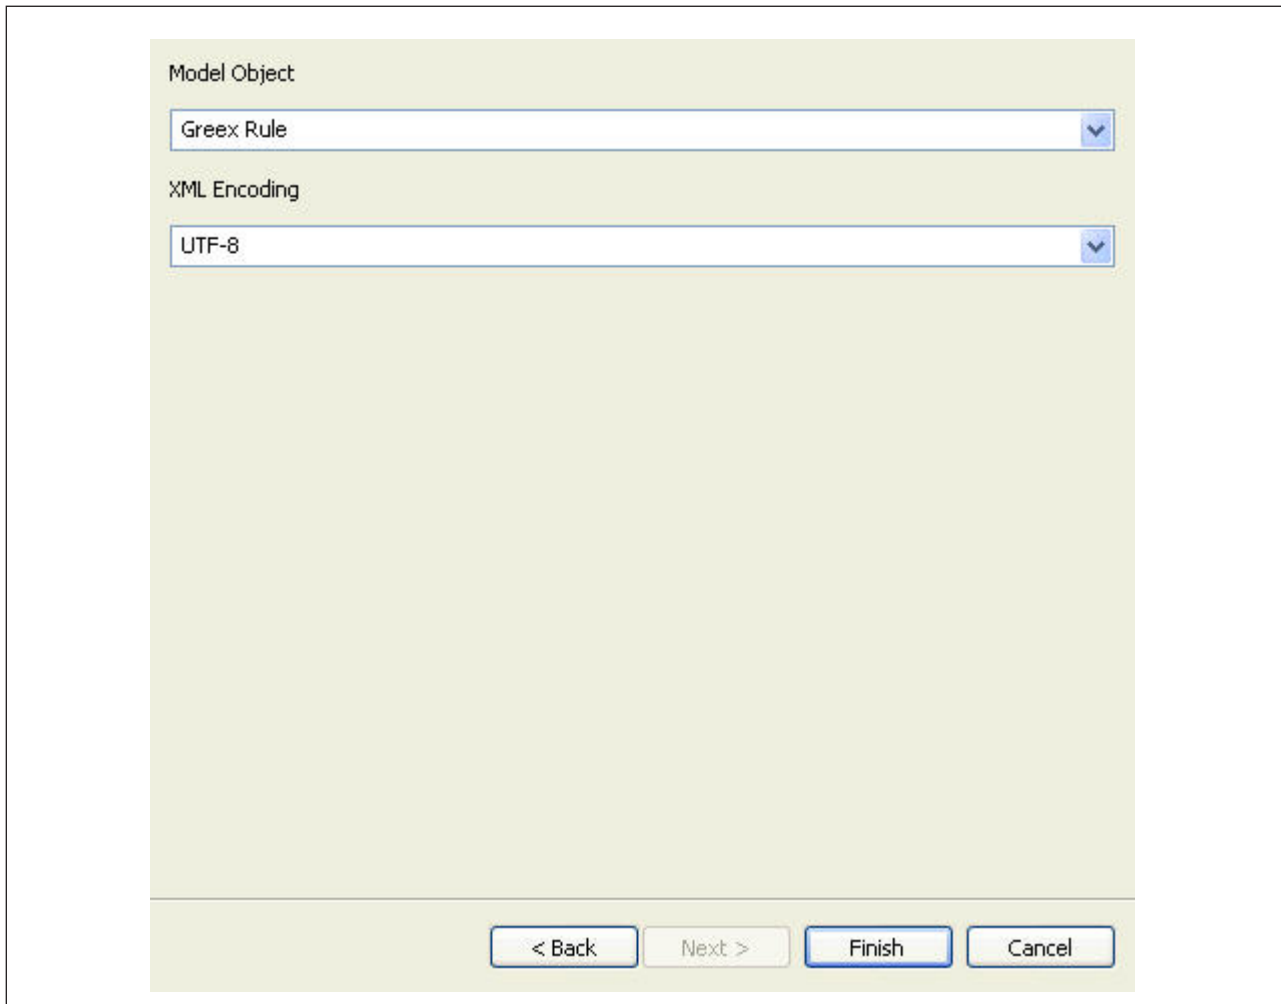 Model Object
Greex Rule
XML Encoding
UTF-8
< Back Next > Finish Cancel